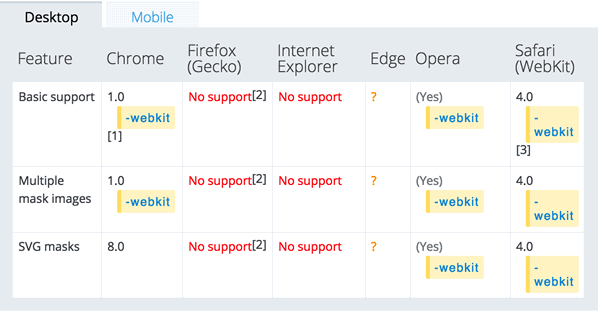 Desktop Mobile
Feature Chrome Firefox (Gecko) Internet Explorer Edge Opera Safari (WebKit)
Basic support 1.0 -webkit [1] No support[2] No support ? (Yes) -webkit 4.0 -webkit [3]
Multiple mask images 1.0 -webkit No support[2] No support ? (Yes) -webkit 4.0 -webkit
SVG masks 8.0 No support[2] No support ? (Yes) -webkit 4.0 -webkit